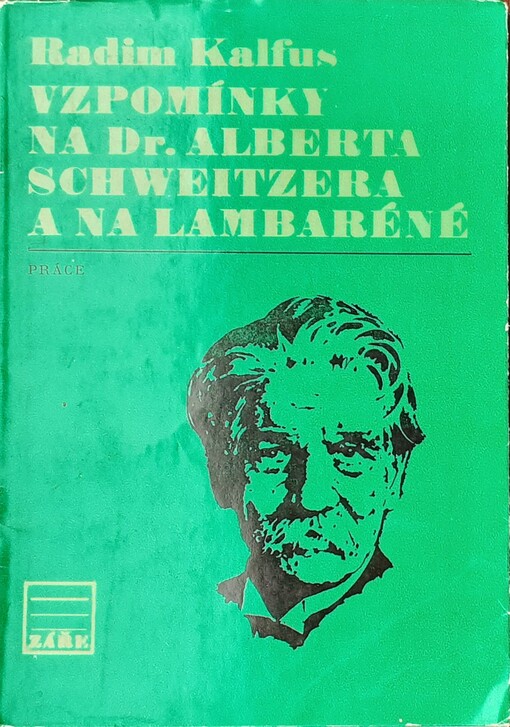 Radim Kalfus
VZPOMÍNKY
NA Dr. ALBERTA
SCHWEITZERA
A NA LAMBARÉNÉ
PRÁCE
ZÁŘE